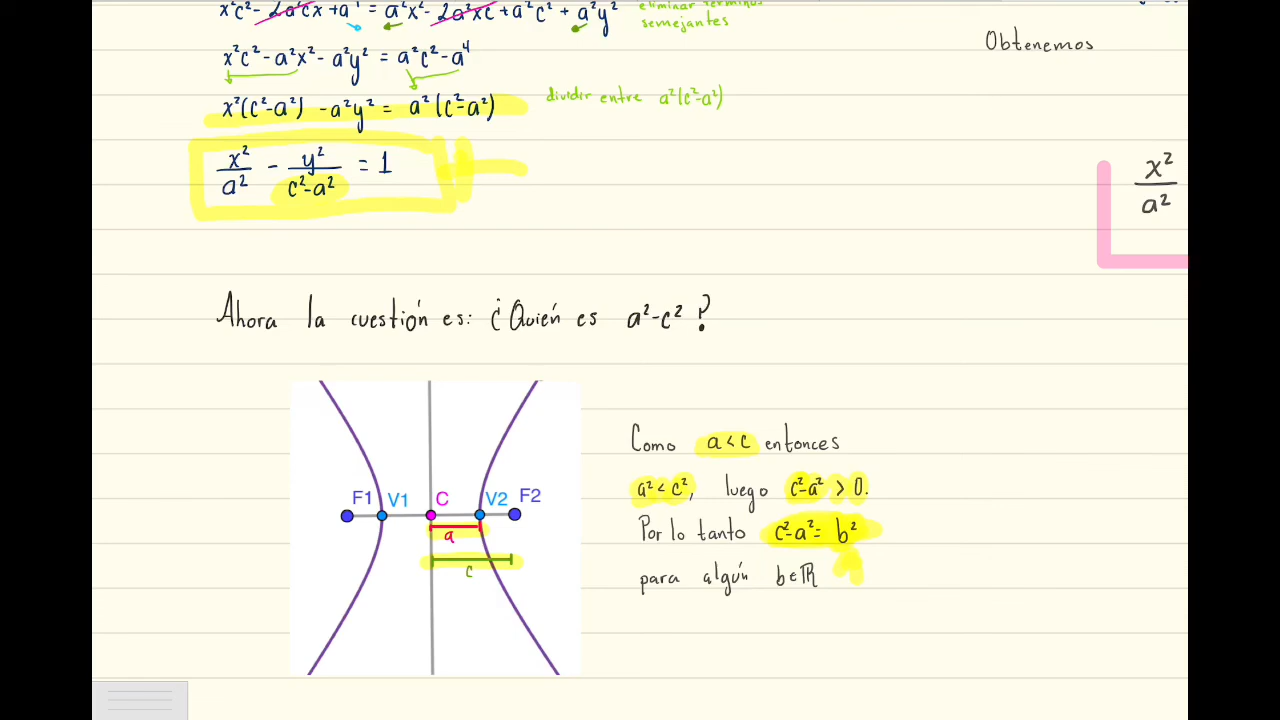 x²c² - 2a²cx + a⁴ = a²x² - 2a²xc + a²c² + a²y²
eliminar términos
semejantes
x²c² - a²x² - a²y² = a²c² - a⁴
x²(c²-a²) - a²y² = a²(c²-a²)
dividir entre a²(c²-a²)
x²/a² - y²/c²-a² = 1
Obtenemos
x²/a²
Ahora la cuestión es: ¿Quién es a²-c²?
F1 V1 C V2 F2
a
c
Como a < c entonces
a² < c², luego c²-a² > 0.
Por lo tanto c²-a² = b²
para algún b∈ℝ